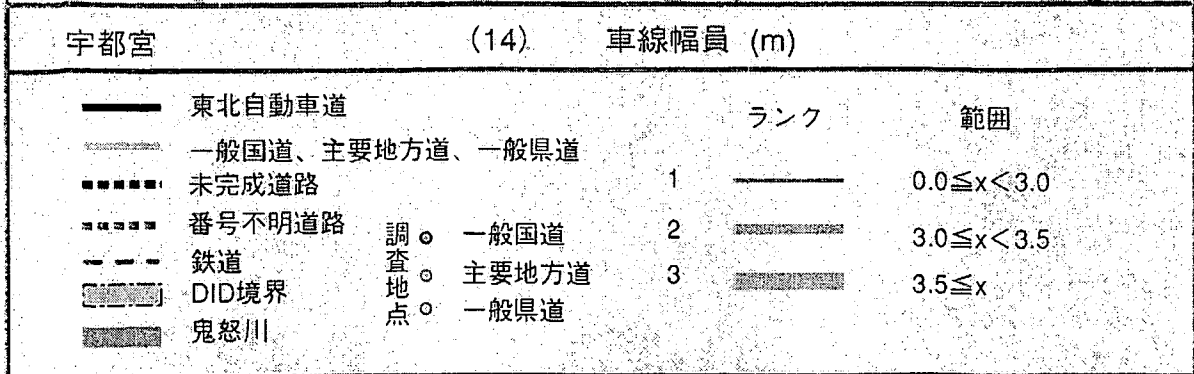 宇都宮 (14) 車線幅員 (m)
東北自動車道
一般国道、主要地方道、一般県道
未完成道路
番号不明道路
鉄道
DID境界
鬼怒川
調査地点
一般国道
主要地方道
一般県道
ランク 範囲
1 0.0≦x<3.0
2 3.0≦x<3.5
3 3.5≦x